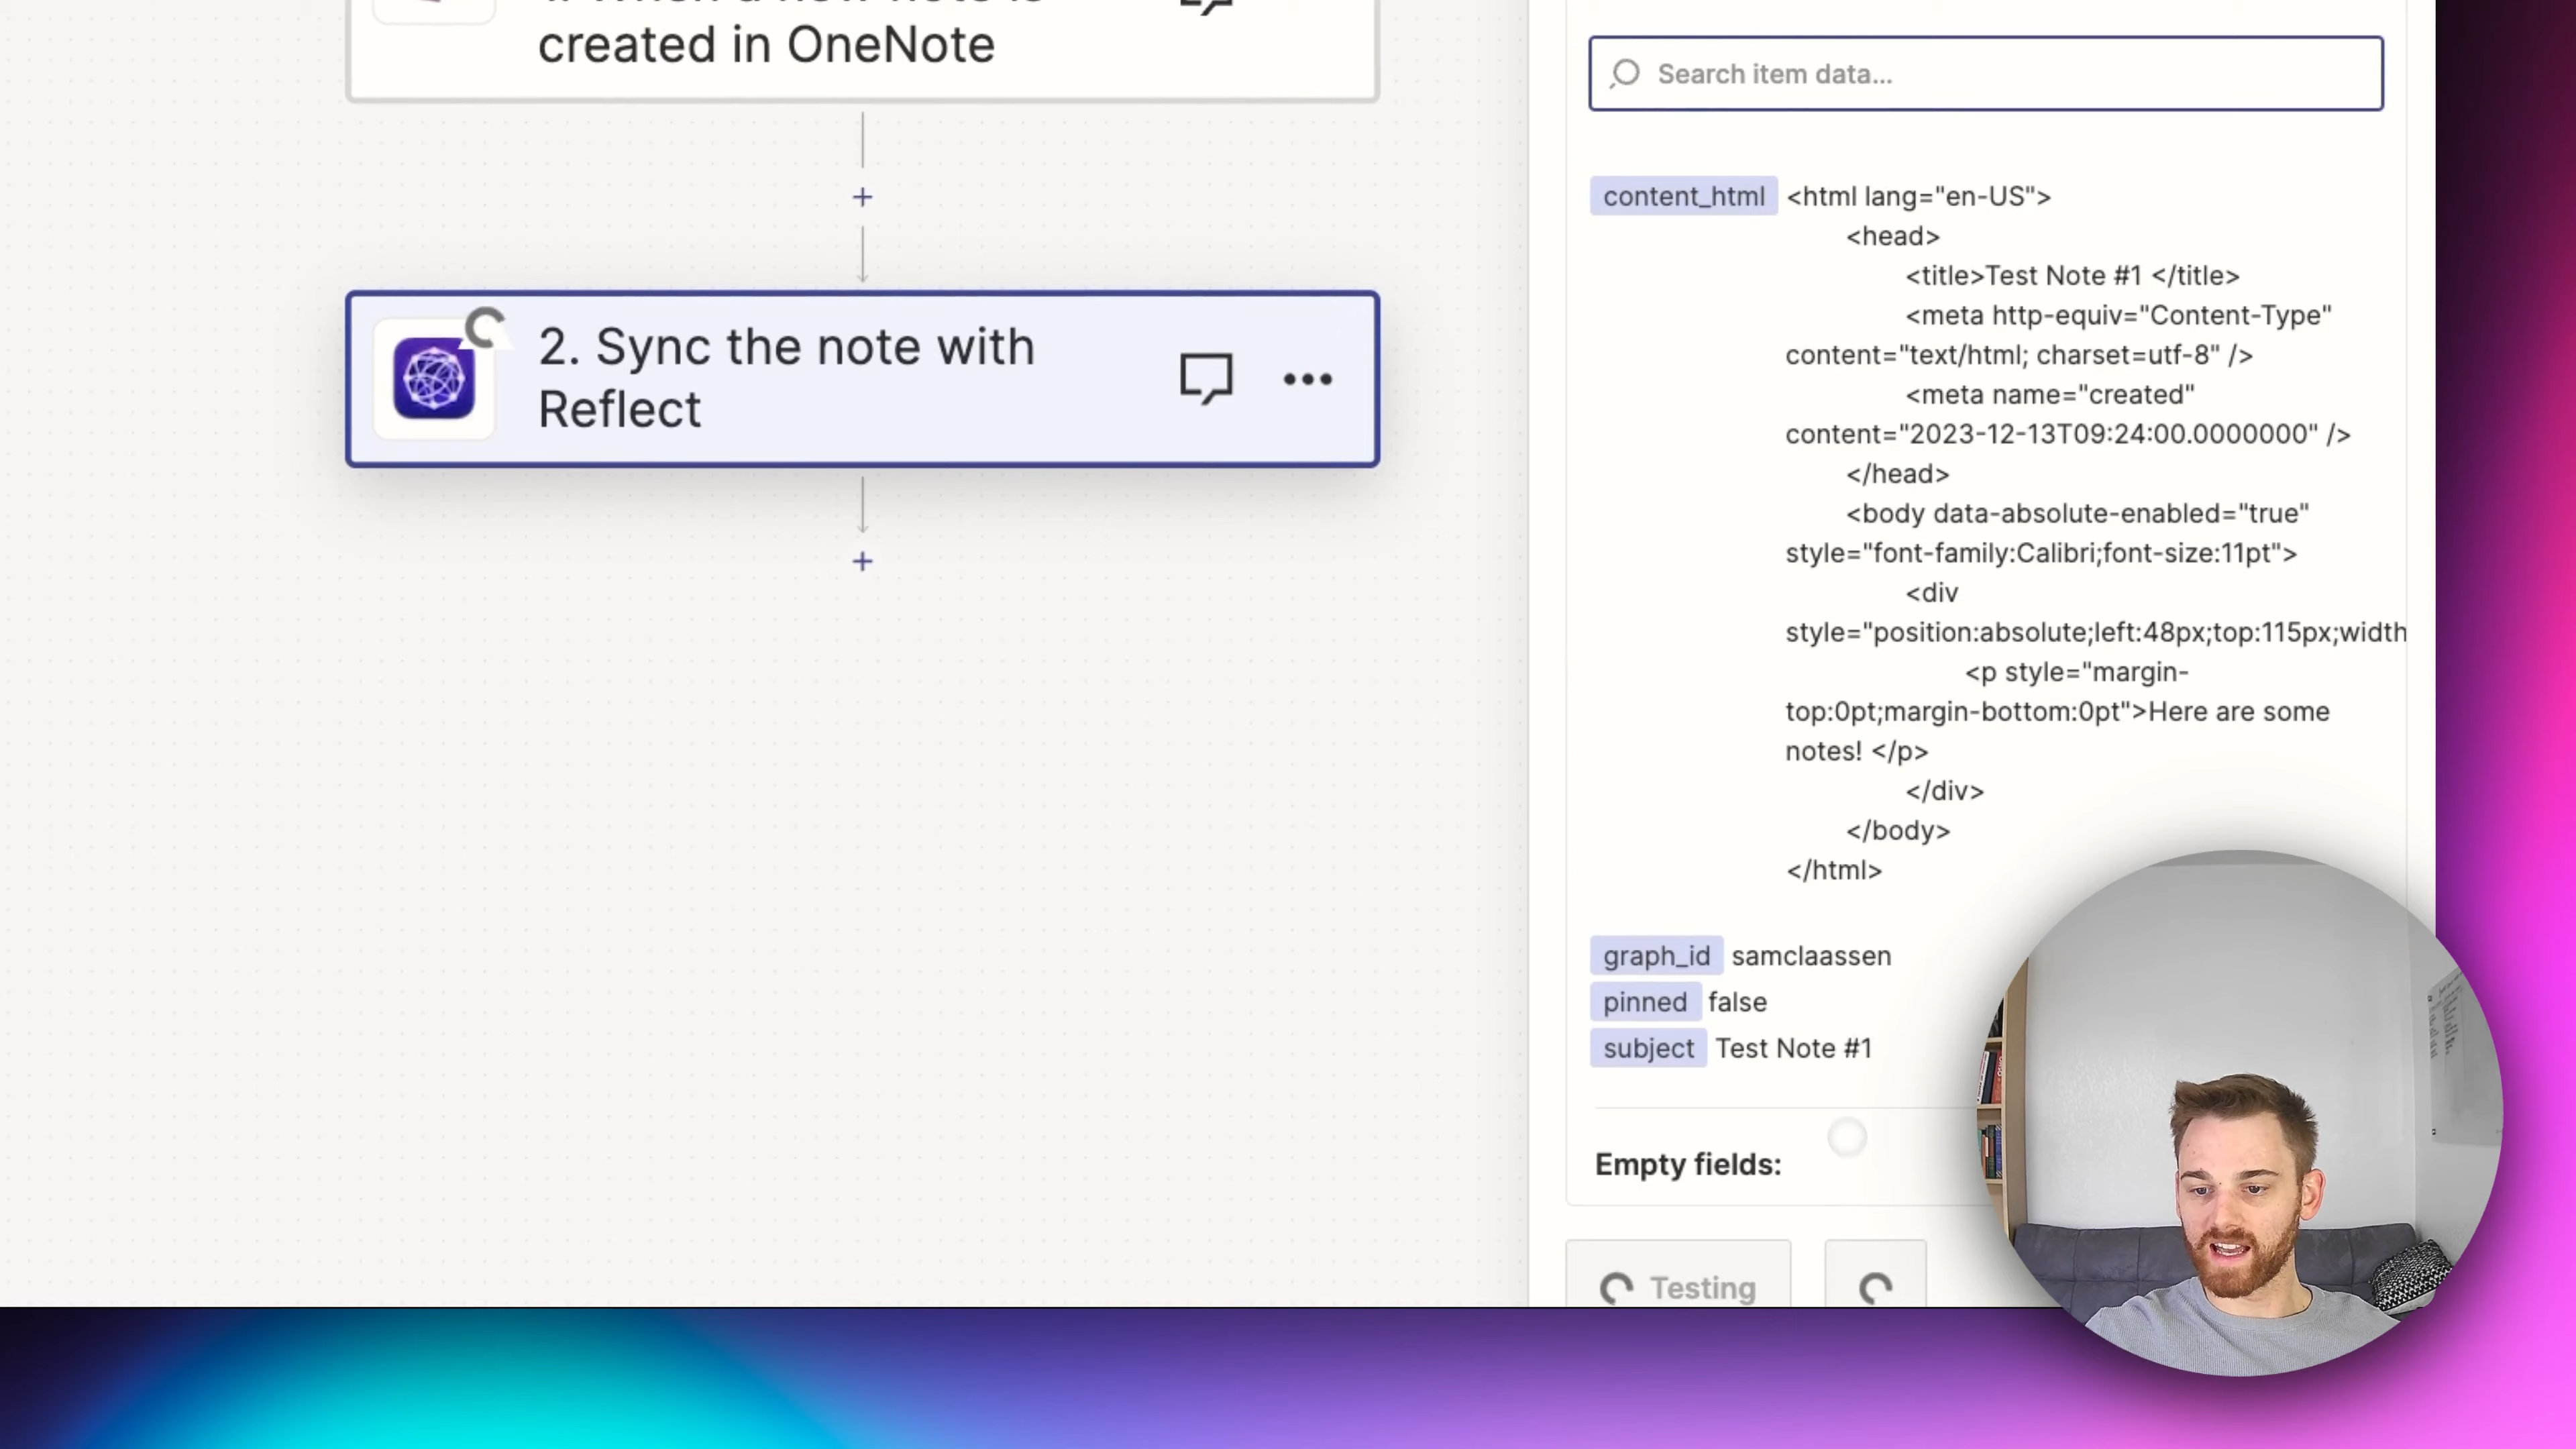 created in OneNote
2. Sync the note with
Reflect
Search item data...
content_html <html lang="en-US">
<head>
<title>Test Note #1 </title>
<meta http-equiv="Content-Type"
content="text/html; charset=utf-8" />
<meta name="created"
content="2023-12-13T09:24:00.0000000" />
</head>
<body data-absolute-enabled="true"
style="font-family:Calibri;font-size:11pt">
<div
style="position:absolute;left:48px;top:115px;width
<p style="margin-
top:0pt;margin-bottom:0pt">Here are some
notes! </p>
</div>
</body>
</html>
graph_id samclaassen
pinned false
subject Test Note #1
Empty fields:
Testing